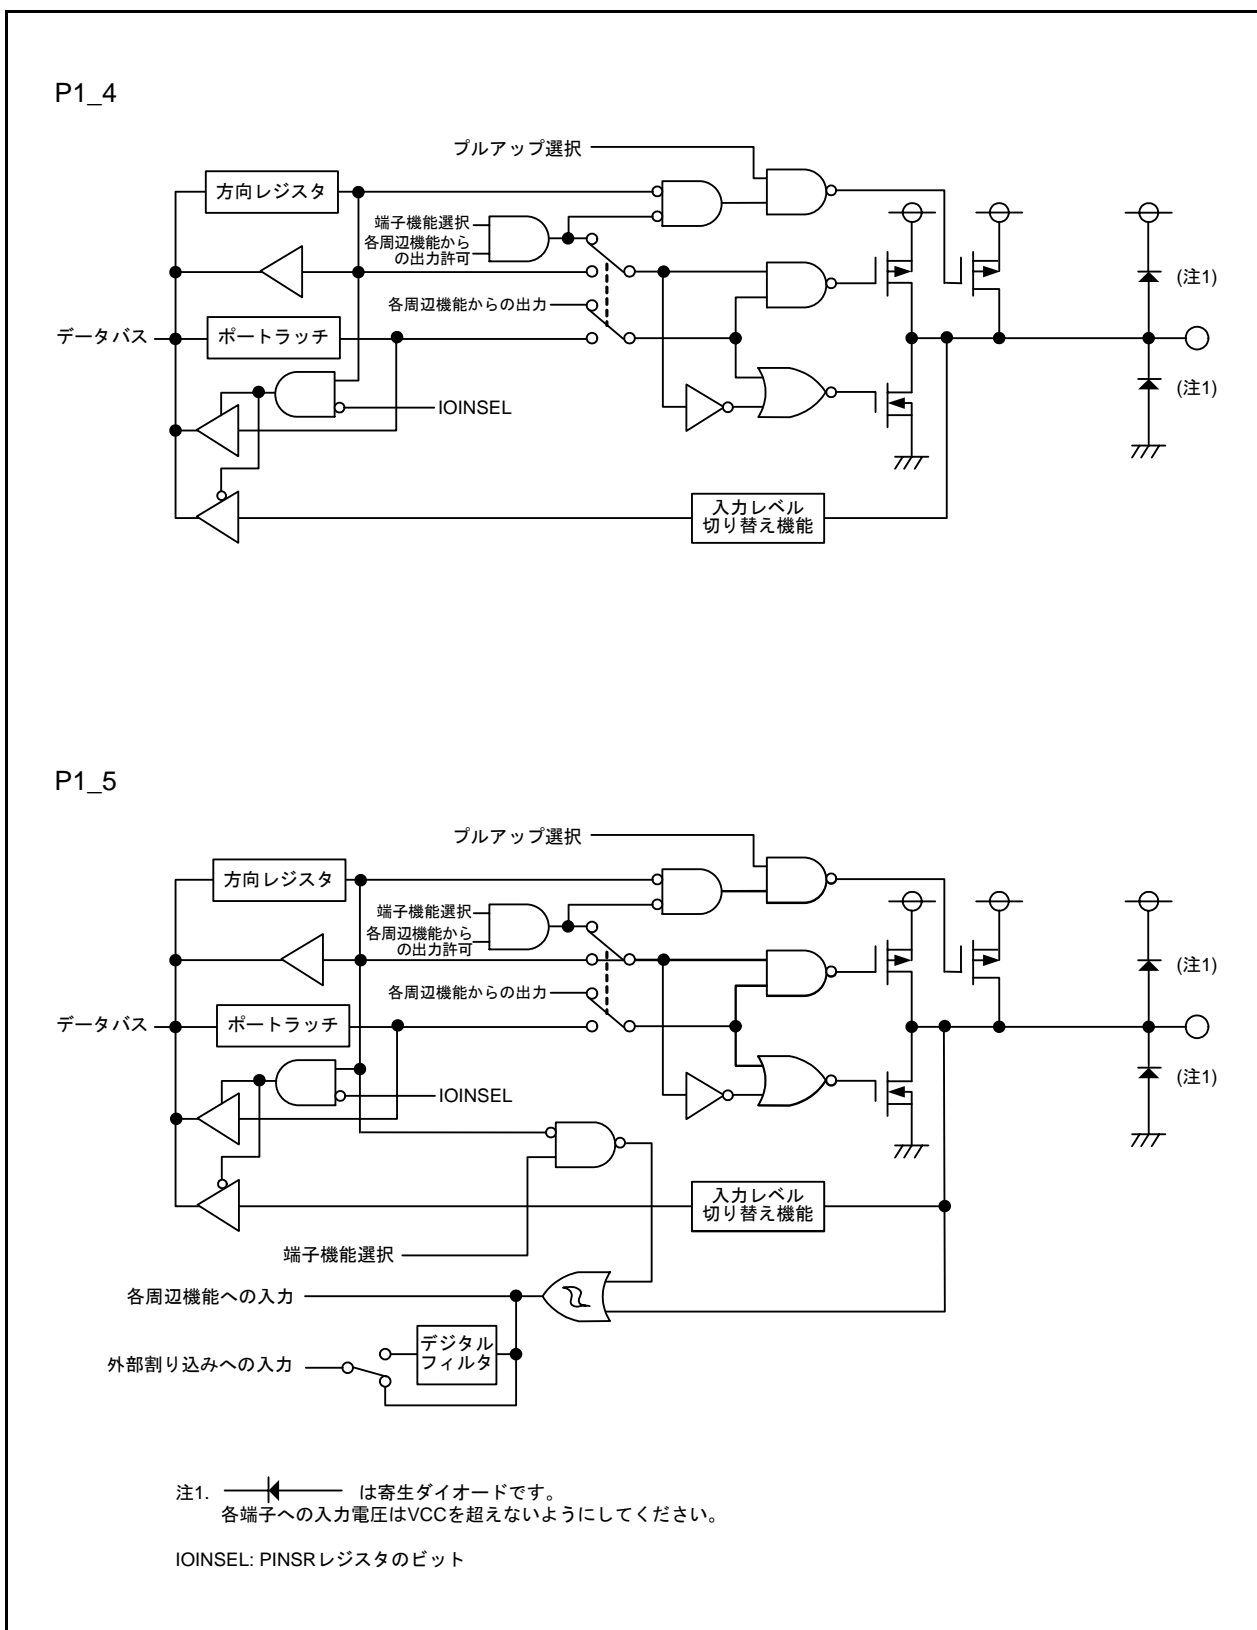 P1_4
プルアップ選択
方向レジスタ
端子機能選択
各周辺機能から
の出力許可
各周辺機能からの出力
データバス
ポートラッチ
IOINSEL
(注1)
(注1)
入力レベル
切り替え機能
P1_5
プルアップ選択
方向レジスタ
端子機能選択
各周辺機能から
の出力許可
各周辺機能からの出力
データバス
ポートラッチ
IOINSEL
(注1)
(注1)
入力レベル
切り替え機能
端子機能選択
各周辺機能への入力
デジタル
フィルタ
外部割り込みへの入力
注1. は寄生ダイオードです。
各端子への入力電圧はVCCを超えないようにしてください。
IOINSEL: PINSRレジスタのビット